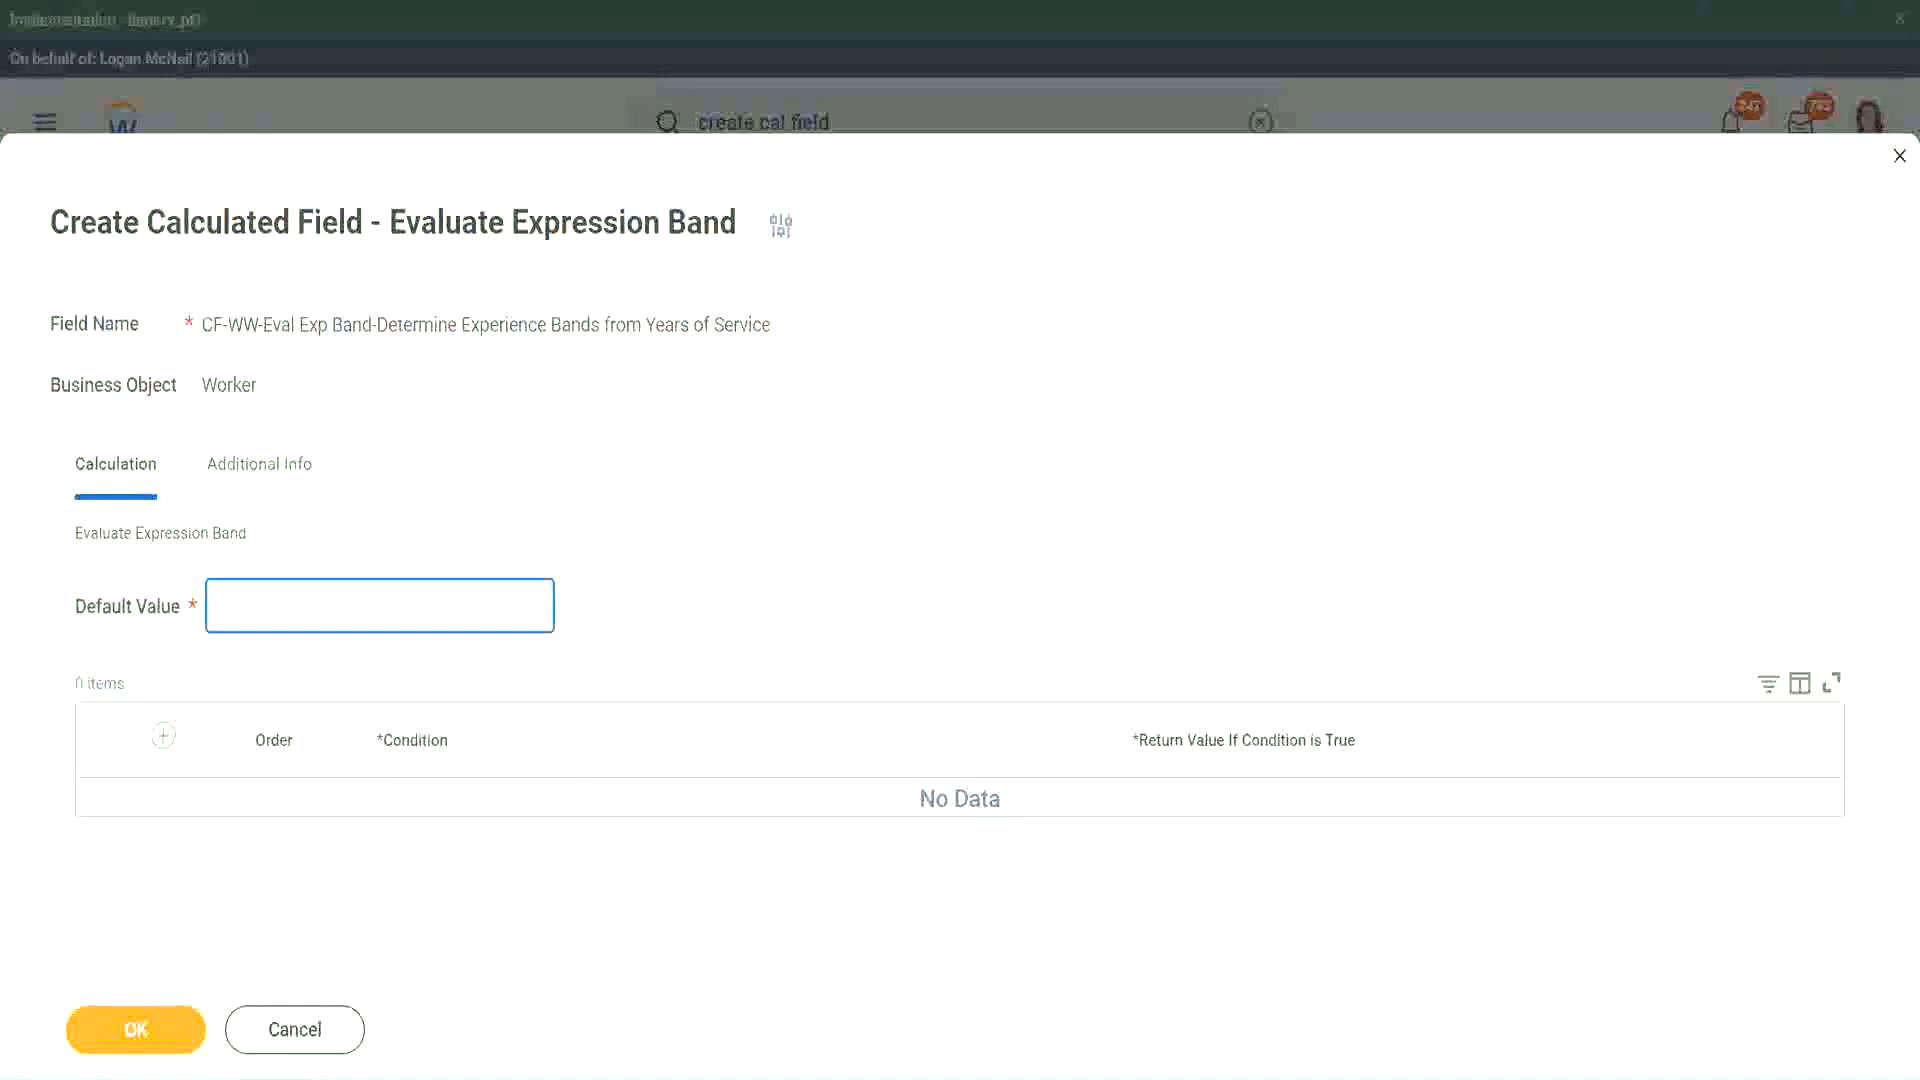 On behalf of: Logan McNeil (21001)
create cal field
Create Calculated Field - Evaluate Expression Band
Field Name * CF-WW-Eval Exp Band-Determine Experience Bands from Years of Service
Business Object Worker
Calculation Additional Info
Evaluate Expression Band
Default Value *
0 items
Order *Condition *Return Value If Condition is True
No Data
OK Cancel